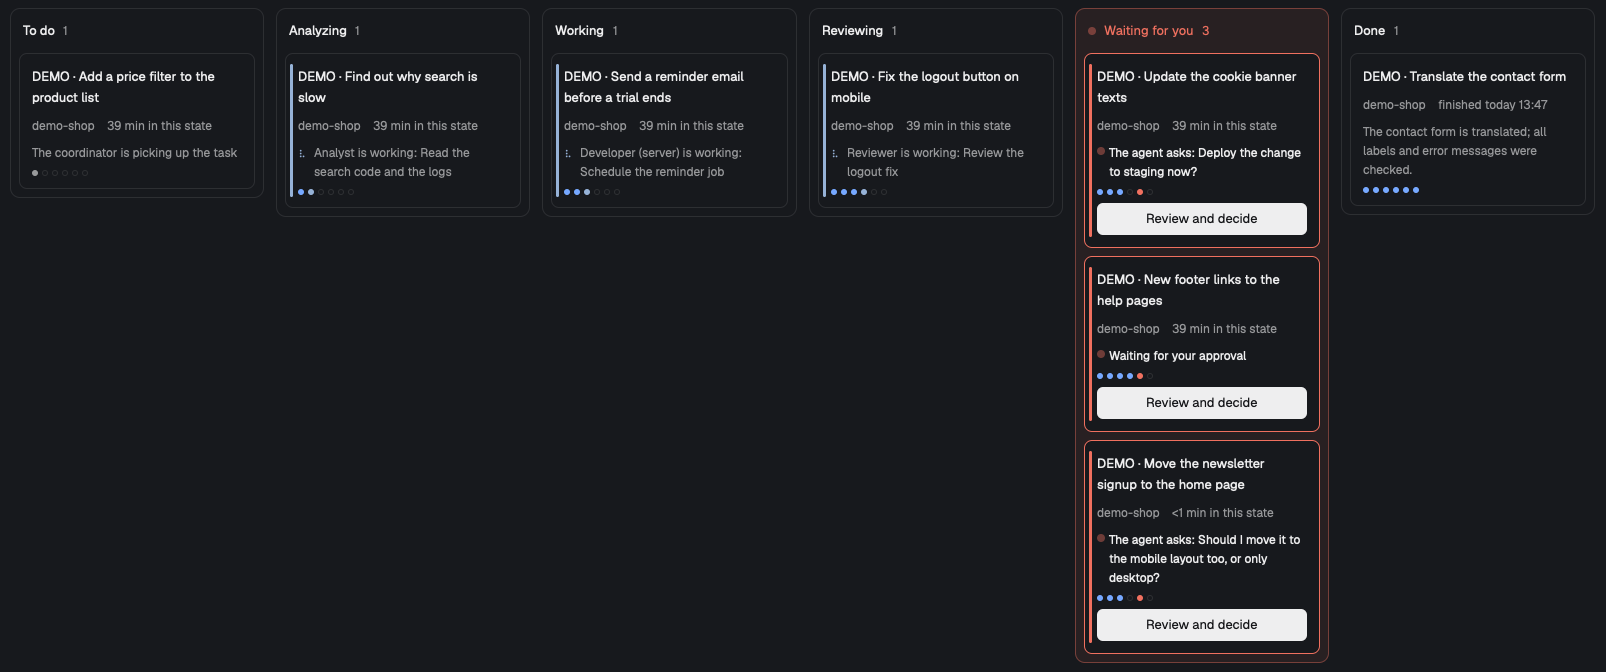 To do 1
DEMO · Add a price filter to the
product list
demo-shop 39 min in this state
The coordinator is picking up the task
Analyzing 1
DEMO · Find out why search is
slow
demo-shop 39 min in this state
Analyst is working: Read the
search code and the logs
Working 1
DEMO · Send a reminder email
before a trial ends
demo-shop 39 min in this state
Developer (server) is working:
Schedule the reminder job
Reviewing 1
DEMO · Fix the logout button on
mobile
demo-shop 39 min in this state
Reviewer is working: Review the
logout fix
Waiting for you 3
DEMO · Update the cookie banner
texts
demo-shop 39 min in this state
The agent asks: Deploy the change
to staging now?
Review and decide
DEMO · New footer links to the
help pages
demo-shop 39 min in this state
Waiting for your approval
Review and decide
DEMO · Move the newsletter
signup to the home page
demo-shop <1 min in this state
The agent asks: Should I move it to
the mobile layout too, or only
desktop?
Review and decide
Done 1
DEMO · Translate the contact form
demo-shop finished today 13:47
The contact form is translated; all
labels and error messages were
checked.